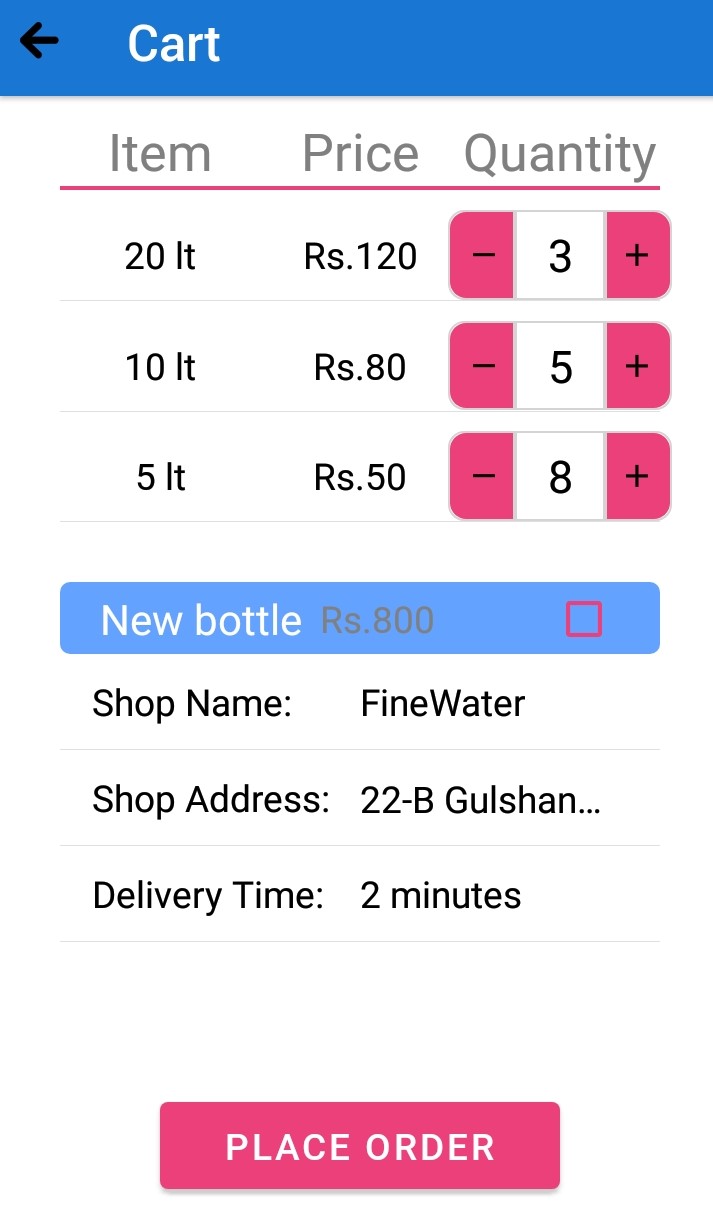 Cart
Item Price Quantity
20 lt Rs.120 − 3 +
10 lt Rs.80 − 5 +
5 lt Rs.50 − 8 +
New bottle Rs.800
Shop Name: FineWater
Shop Address: 22-B Gulshan...
Delivery Time: 2 minutes
PLACE ORDER